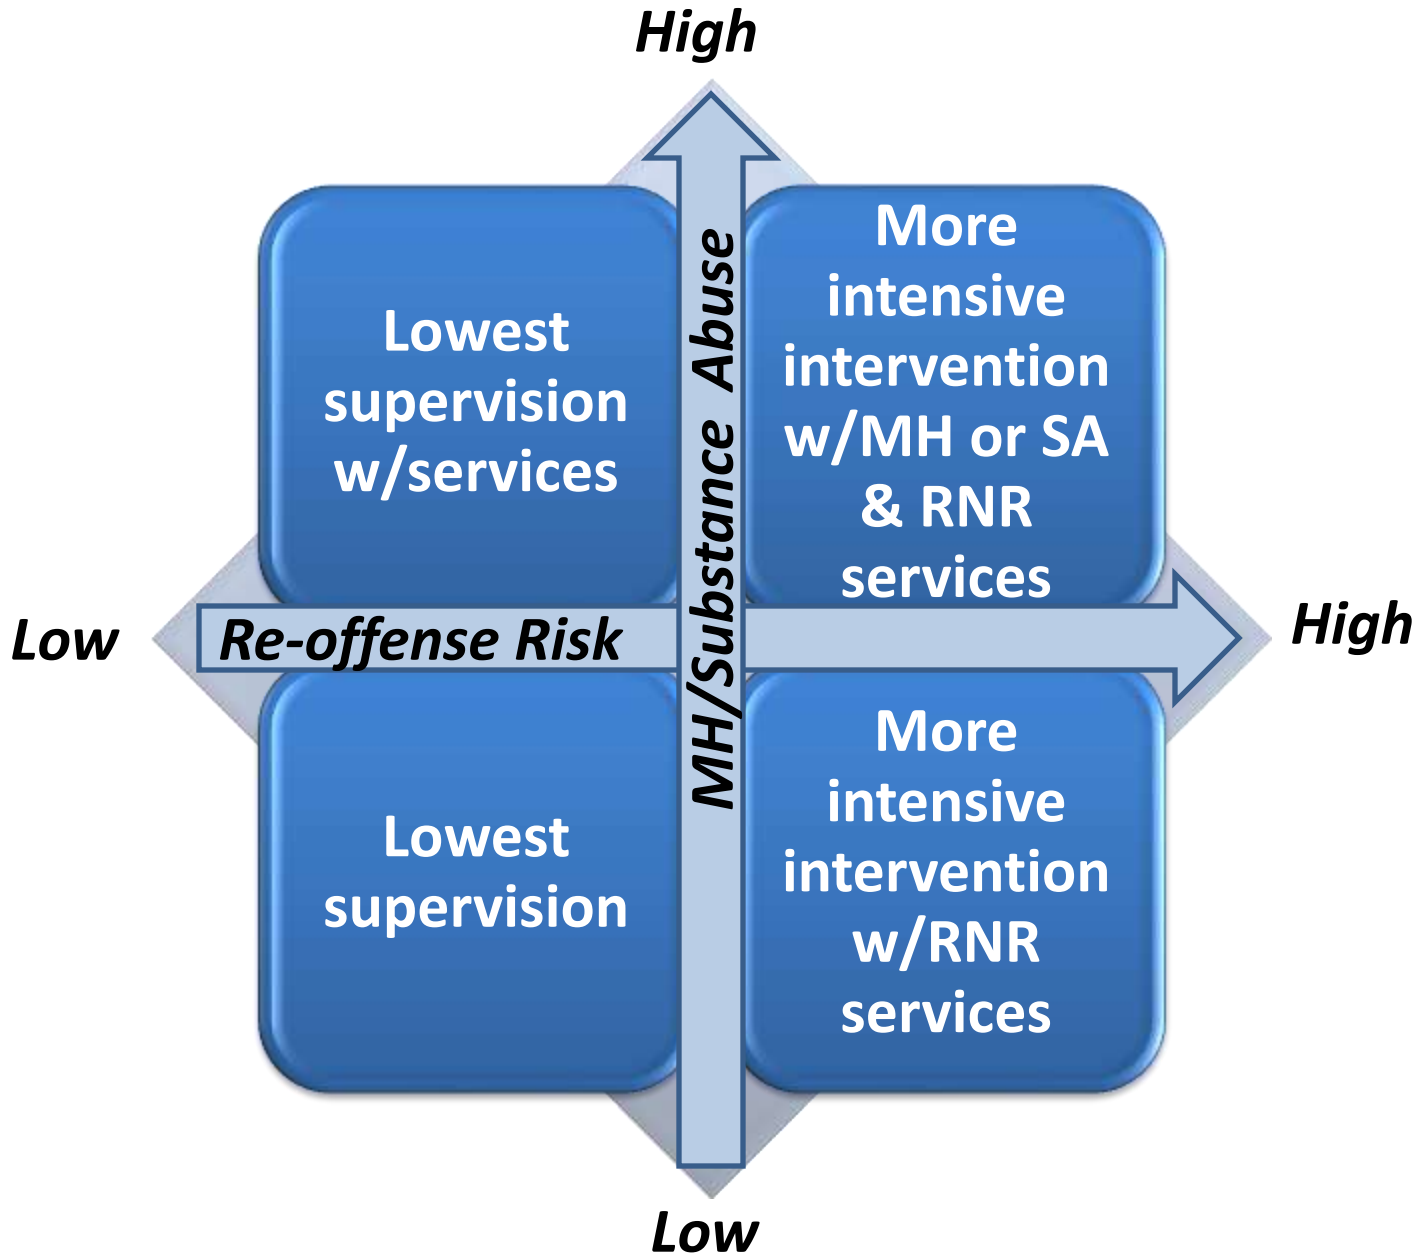 High
Lowest
supervision
w/services
More
intensive
intervention
w/MH or SA
& RNR
services
MH/Substance  Abuse
Low
Re-offense Risk
High
Lowest
supervision
More
intensive
intervention
w/RNR
services
Low